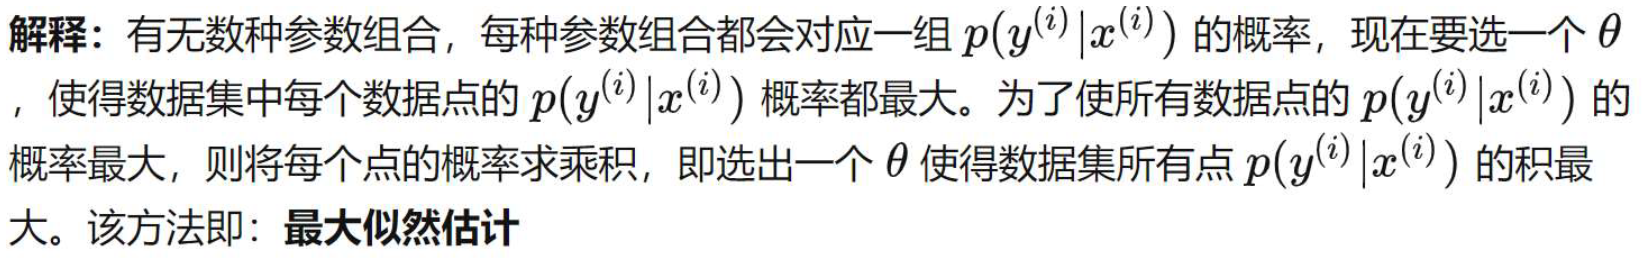 解释：有无数种参数组合，每种参数组合都会对应一组 $p(y^{(i)}|x^{(i)})$ 的概率，现在要选一个 $\theta$
，使得数据集中每个数据点的 $p(y^{(i)}|x^{(i)})$ 概率都最大。为了使所有数据点的 $p(y^{(i)}|x^{(i)})$ 的
概率最大，则将每个点的概率求乘积，即选出一个 $\theta$ 使得数据集所有点 $p(y^{(i)}|x^{(i)})$ 的积最
大。该方法即：最大似然估计